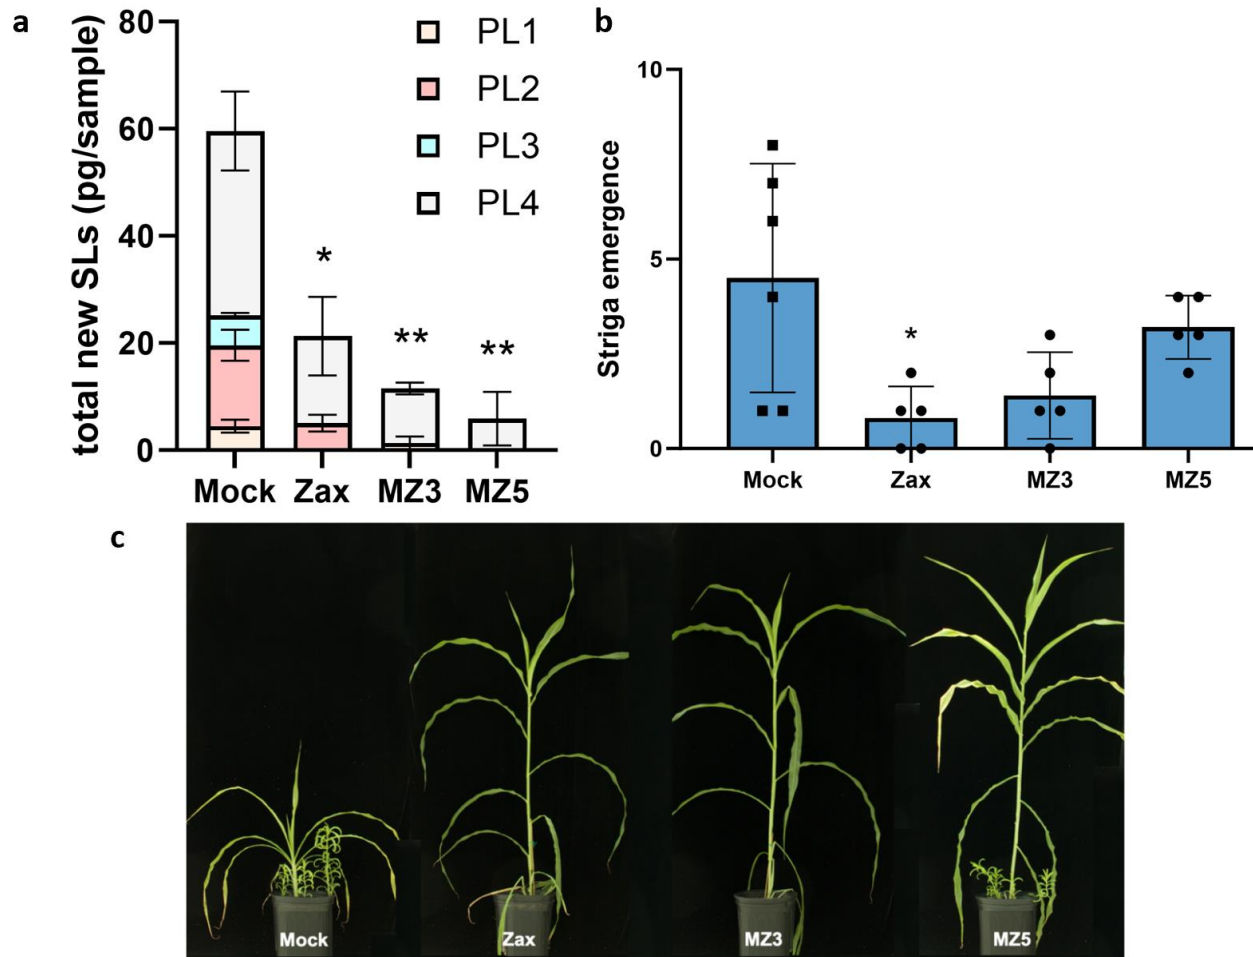 a
total new SLs (pg/sample)
80
60
40
20
0
PL1
PL2
PL3
PL4
*
**
**
Mock Zax MZ3 MZ5
b
Striga emergence
10
5
0
*
Mock Zax MZ3 MZ5
c
Mock Zax MZ3 MZ5